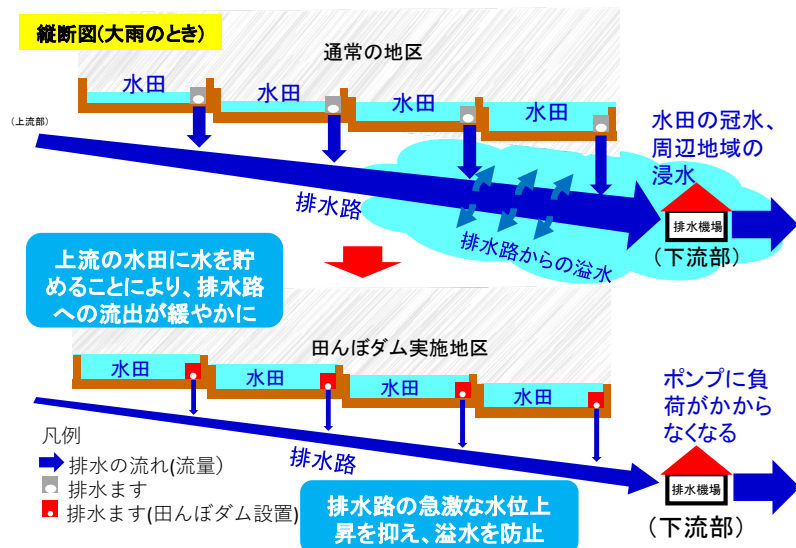 縦断図(大雨のとき)
通常の地区
水田
水田
水田
水田
(上流部)
水田の冠水、
周辺地域の
浸水
排水路
排水路からの溢水
排水機場
(下流部)
上流の水田に水を貯
めることにより、排水路
への流出が緩やかに
田んぼダム実施地区
水田
水田
水田
水田
ポンプに負
荷がかから
なくなる
凡例
排水の流れ(流量)
排水ます
排水ます(田んぼダム設置)
排水路
排水機場
(下流部)
排水路の急激な水位上
昇を抑え、溢水を防止